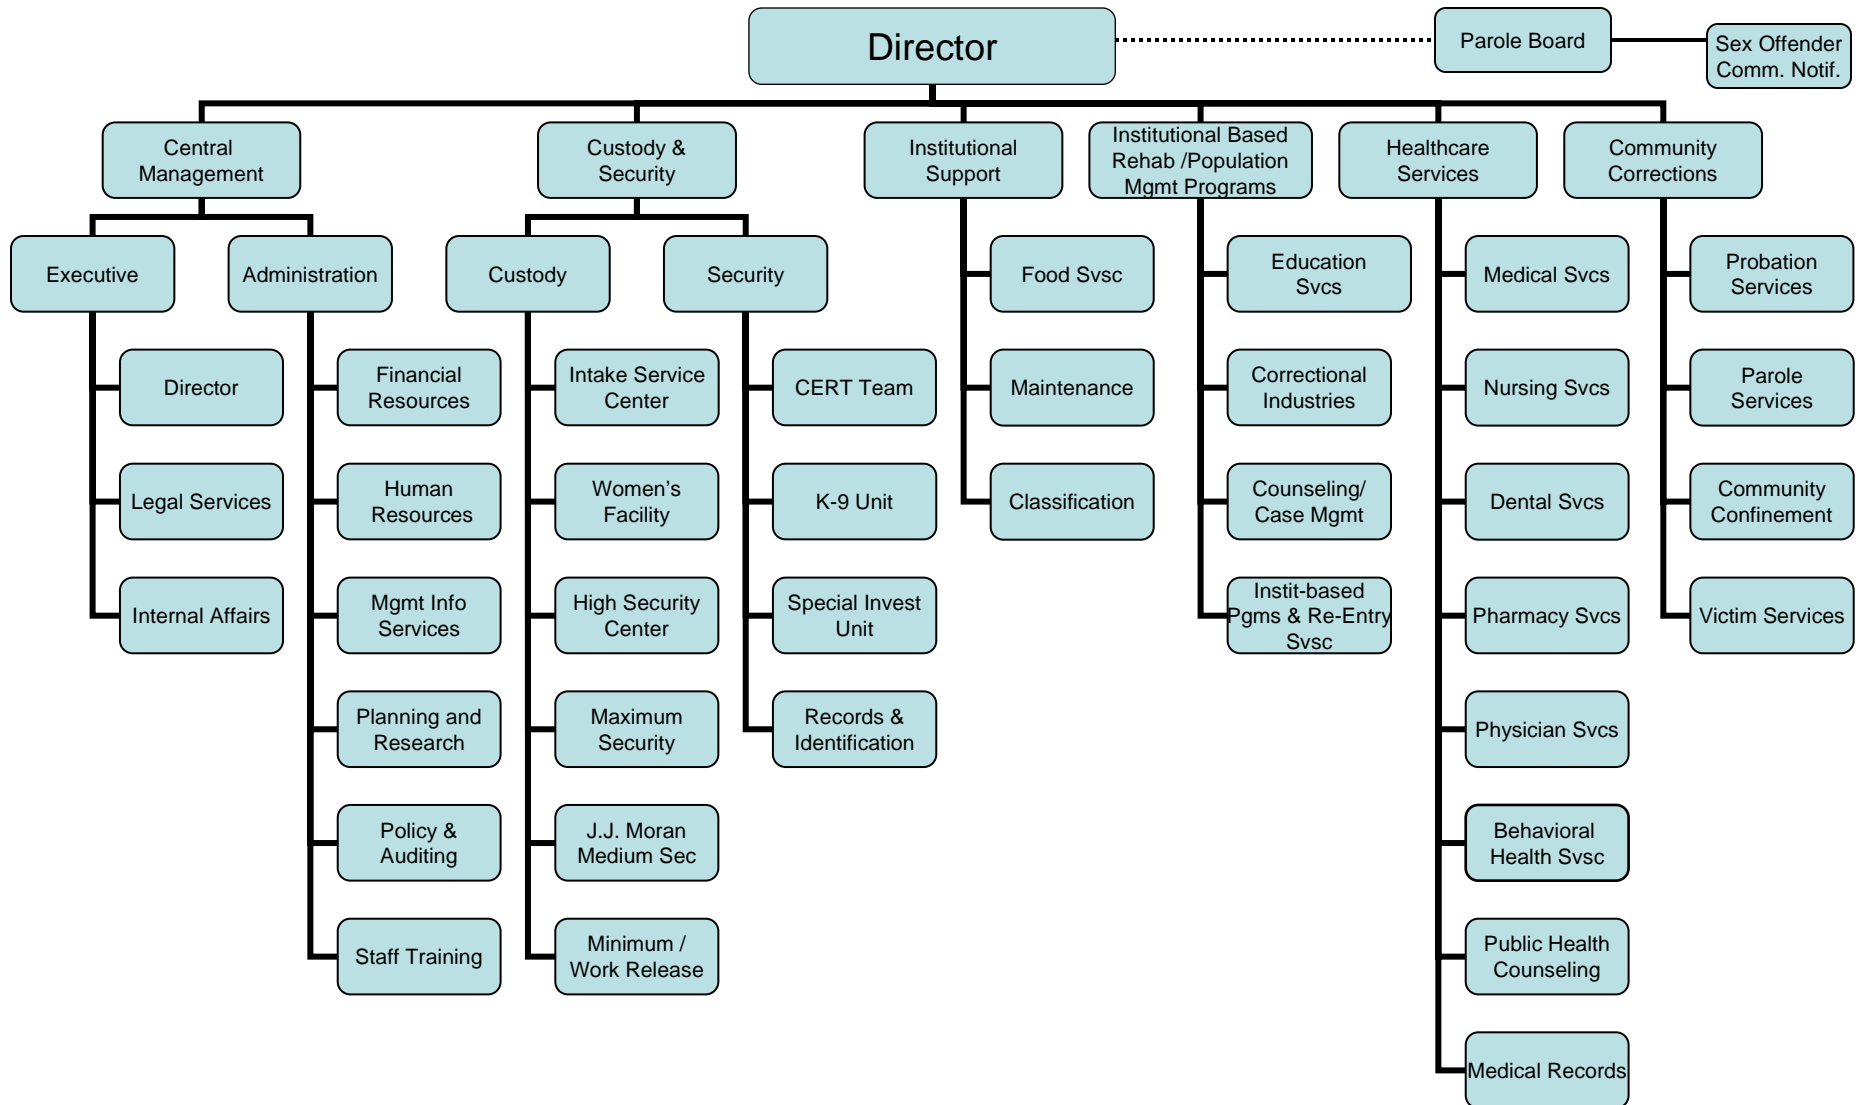 Director
Parole Board
Sex Offender
Comm. Notif.
Central
Management
Custody &
Security
Institutional
Support
Institutional Based
Rehab /Population
Mgmt Programs
Healthcare
Services
Community
Corrections
Executive
Administration
Custody
Security
Food Svsc
Education
Svcs
Medical Svcs
Probation
Services
Director
Financial
Resources
Intake Service
Center
CERT Team
Maintenance
Correctional
Industries
Nursing Svcs
Parole
Services
Legal Services
Human
Resources
Women's
Facility
K-9 Unit
Classification
Counseling/
Case Mgmt
Dental Svcs
Community
Confinement
Internal Affairs
Mgmt Info
Services
High Security
Center
Special Invest
Unit
Instit-based
Pgms & Re-Entry
Svsc
Pharmacy Svcs
Victim Services
Planning and
Research
Maximum
Security
Records &
Identification
Physician Svcs
Policy &
Auditing
J.J. Moran
Medium Sec
Behavioral
Health Svsc
Staff Training
Minimum /
Work Release
Public Health
Counseling
Medical Records